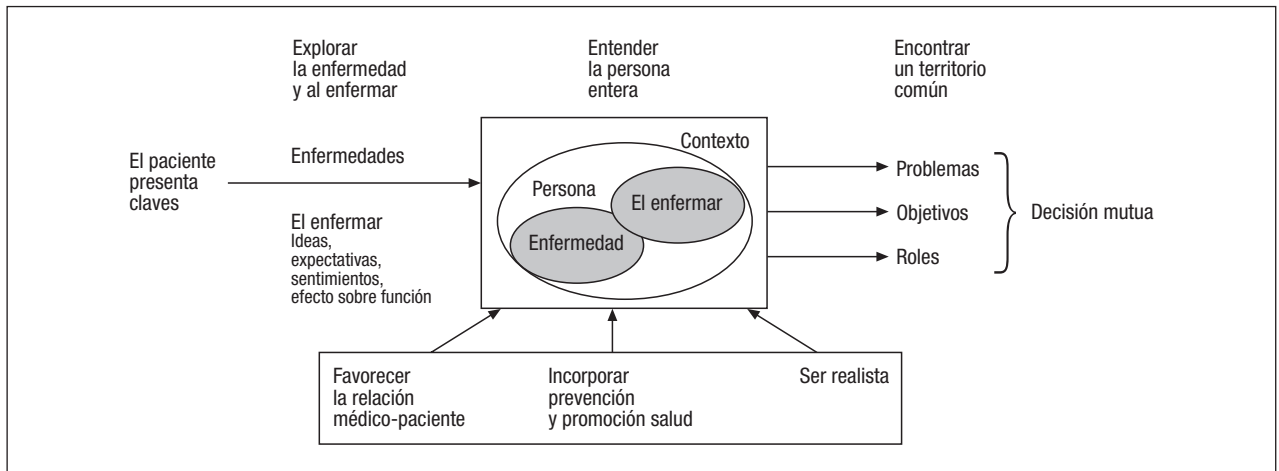 Explorar
la enfermedad
y al enfermar
Entender
la persona
entera
Encontrar
un territorio
común
El paciente
presenta
claves
Enfermedades
El enfermar
Ideas,
expectativas,
sentimientos,
efecto sobre función
Contexto
Persona
El enfermar
Enfermedad
Problemas
Objetivos
Roles
Decisión mutua
Favorecer
la relación
médico-paciente
Incorporar
prevención
y promoción salud
Ser realista